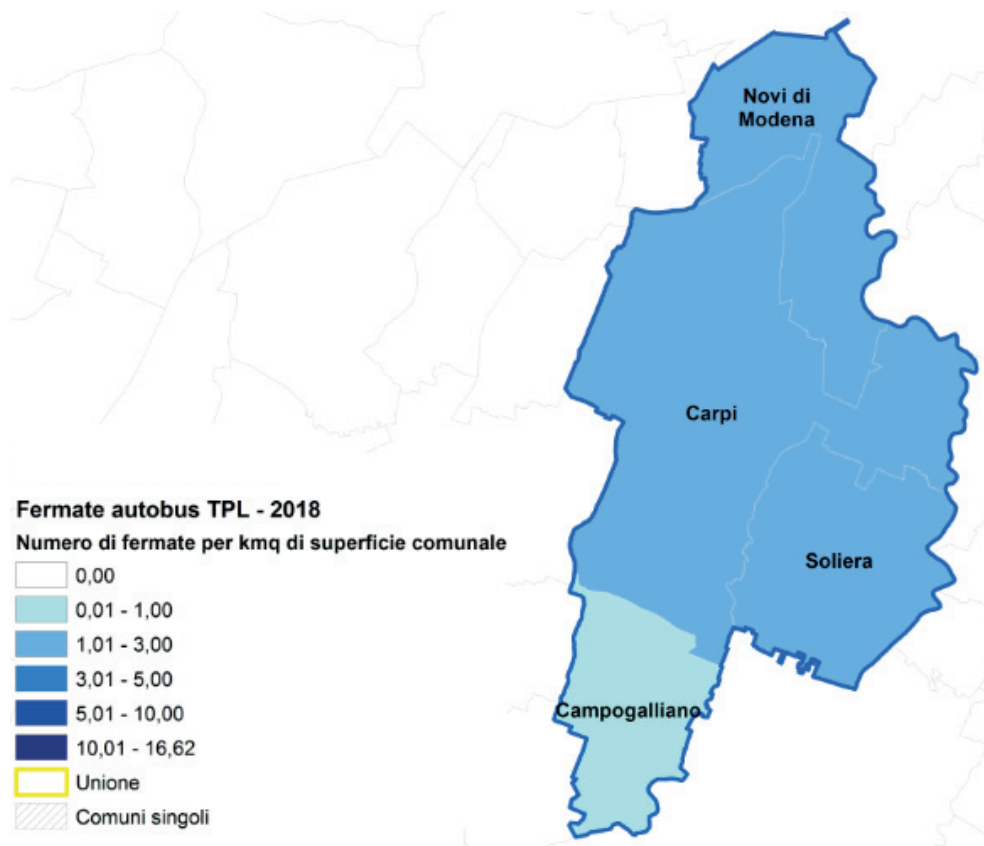 Novi di
Modena
Carpi
Soliera
Campogalliano
Fermate autobus TPL - 2018
Numero di fermate per kmq di superficie comunale
0,00
0,01 - 1,00
1,01 - 3,00
3,01 - 5,00
5,01 - 10,00
10,01 - 16,62
Unione
Comuni singoli